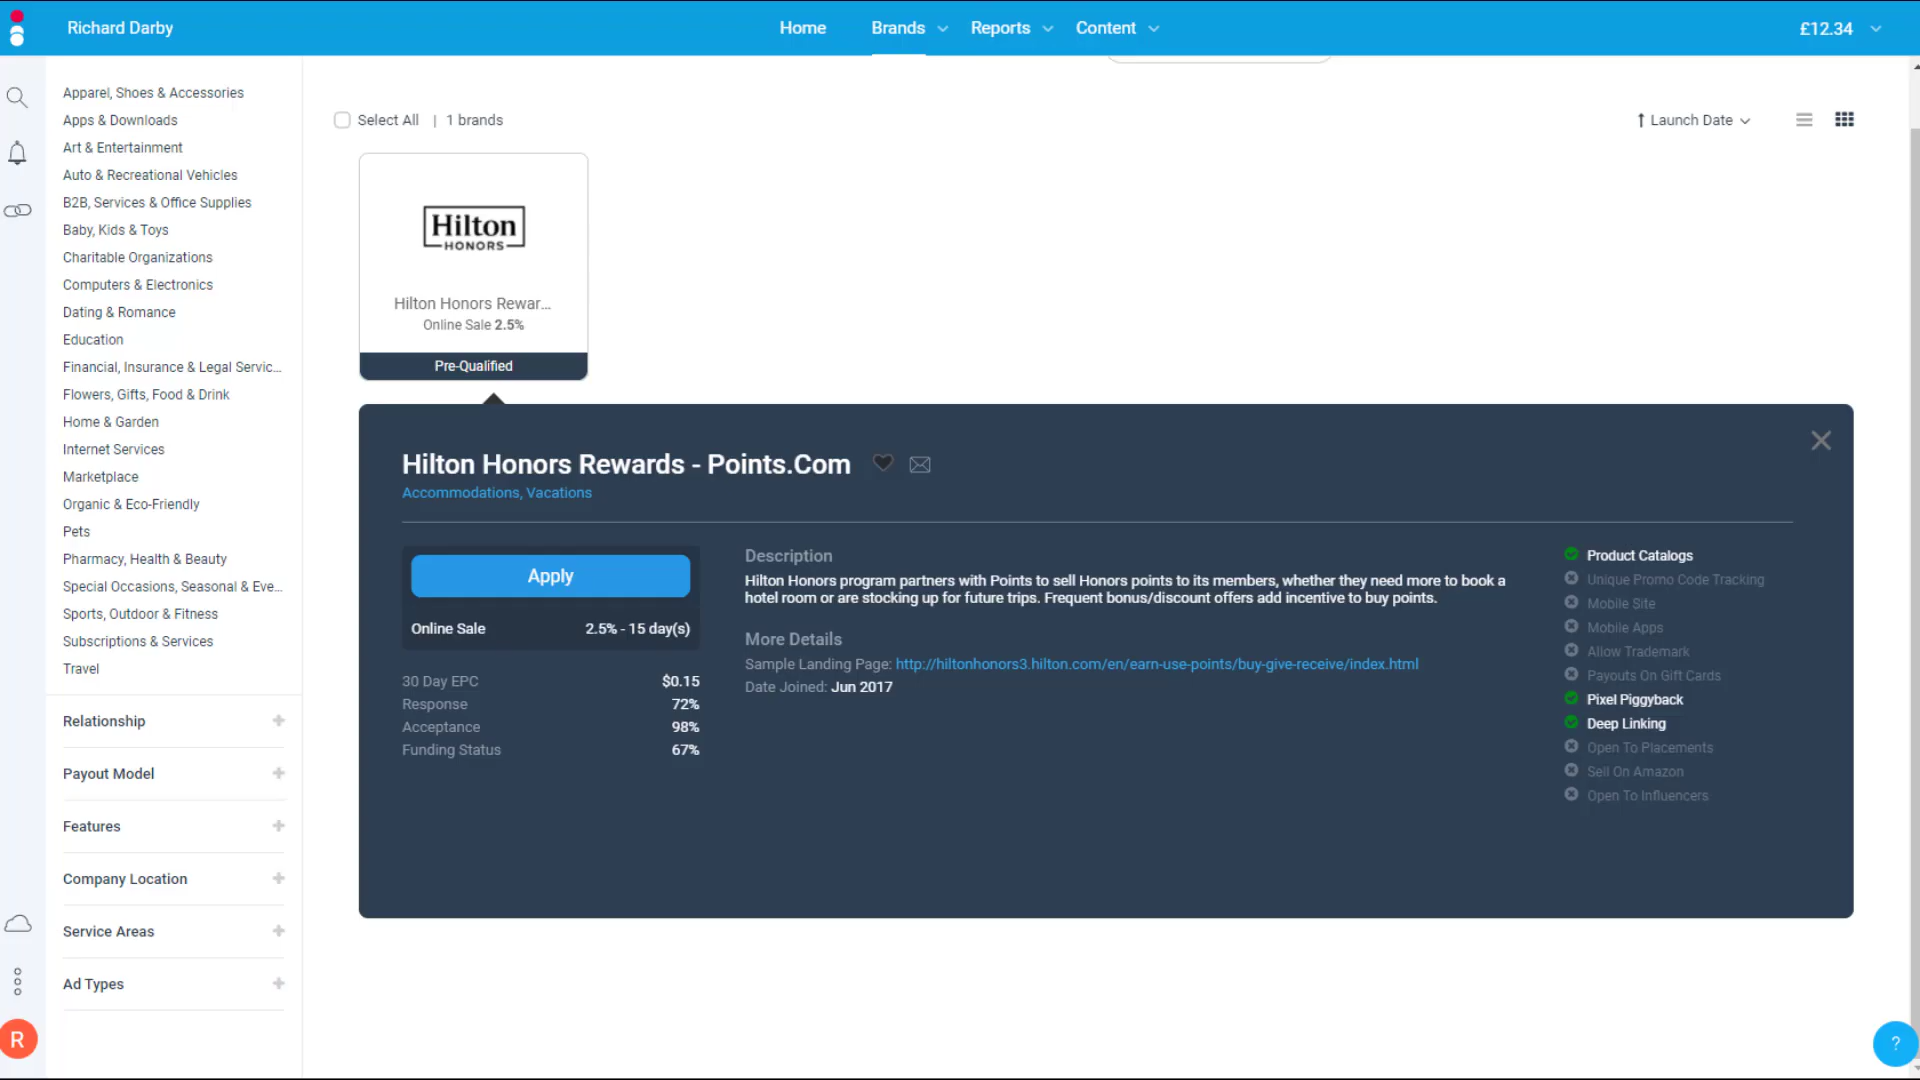 Richard Darby
Home
Brands
Reports
Content
£12.34
Apparel, Shoes & Accessories
Apps & Downloads
Art & Entertainment
Auto & Recreational Vehicles
B2B, Services & Office Supplies
Baby, Kids & Toys
Charitable Organizations
Computers & Electronics
Dating & Romance
Education
Financial, Insurance & Legal Servic...
Flowers, Gifts, Food & Drink
Home & Garden
Internet Services
Marketplace
Organic & Eco-Friendly
Pets
Pharmacy, Health & Beauty
Special Occasions, Seasonal & Eve...
Sports, Outdoor & Fitness
Subscriptions & Services
Travel
Relationship
Payout Model
Features
Company Location
Service Areas
Ad Types
R
Select All | 1 brands
Launch Date
Hilton
HONORS
Hilton Honors Rewar...
Online Sale 2.5%
Pre-Qualified
Hilton Honors Rewards - Points.Com
Accommodations, Vacations
Apply
Online Sale 2.5% - 15 day(s)
30 Day EPC $0.15
Response 72%
Acceptance 98%
Funding Status 67%
Description
Hilton Honors program partners with Points to sell Honors points to its members, whether they need more to book a
hotel room or are stocking up for future trips. Frequent bonus/discount offers add incentive to buy points.
More Details
Sample Landing Page: http://hiltonhonors3.hilton.com/en/earn-use-points/buy-give-receive/index.html
Date Joined: Jun 2017
Product Catalogs
Unique Promo Code Tracking
Mobile Site
Mobile Apps
Allow Trademark
Payouts On Gift Cards
Pixel Piggyback
Deep Linking
Open To Placements
Sell On Amazon
Open To Influencers
?